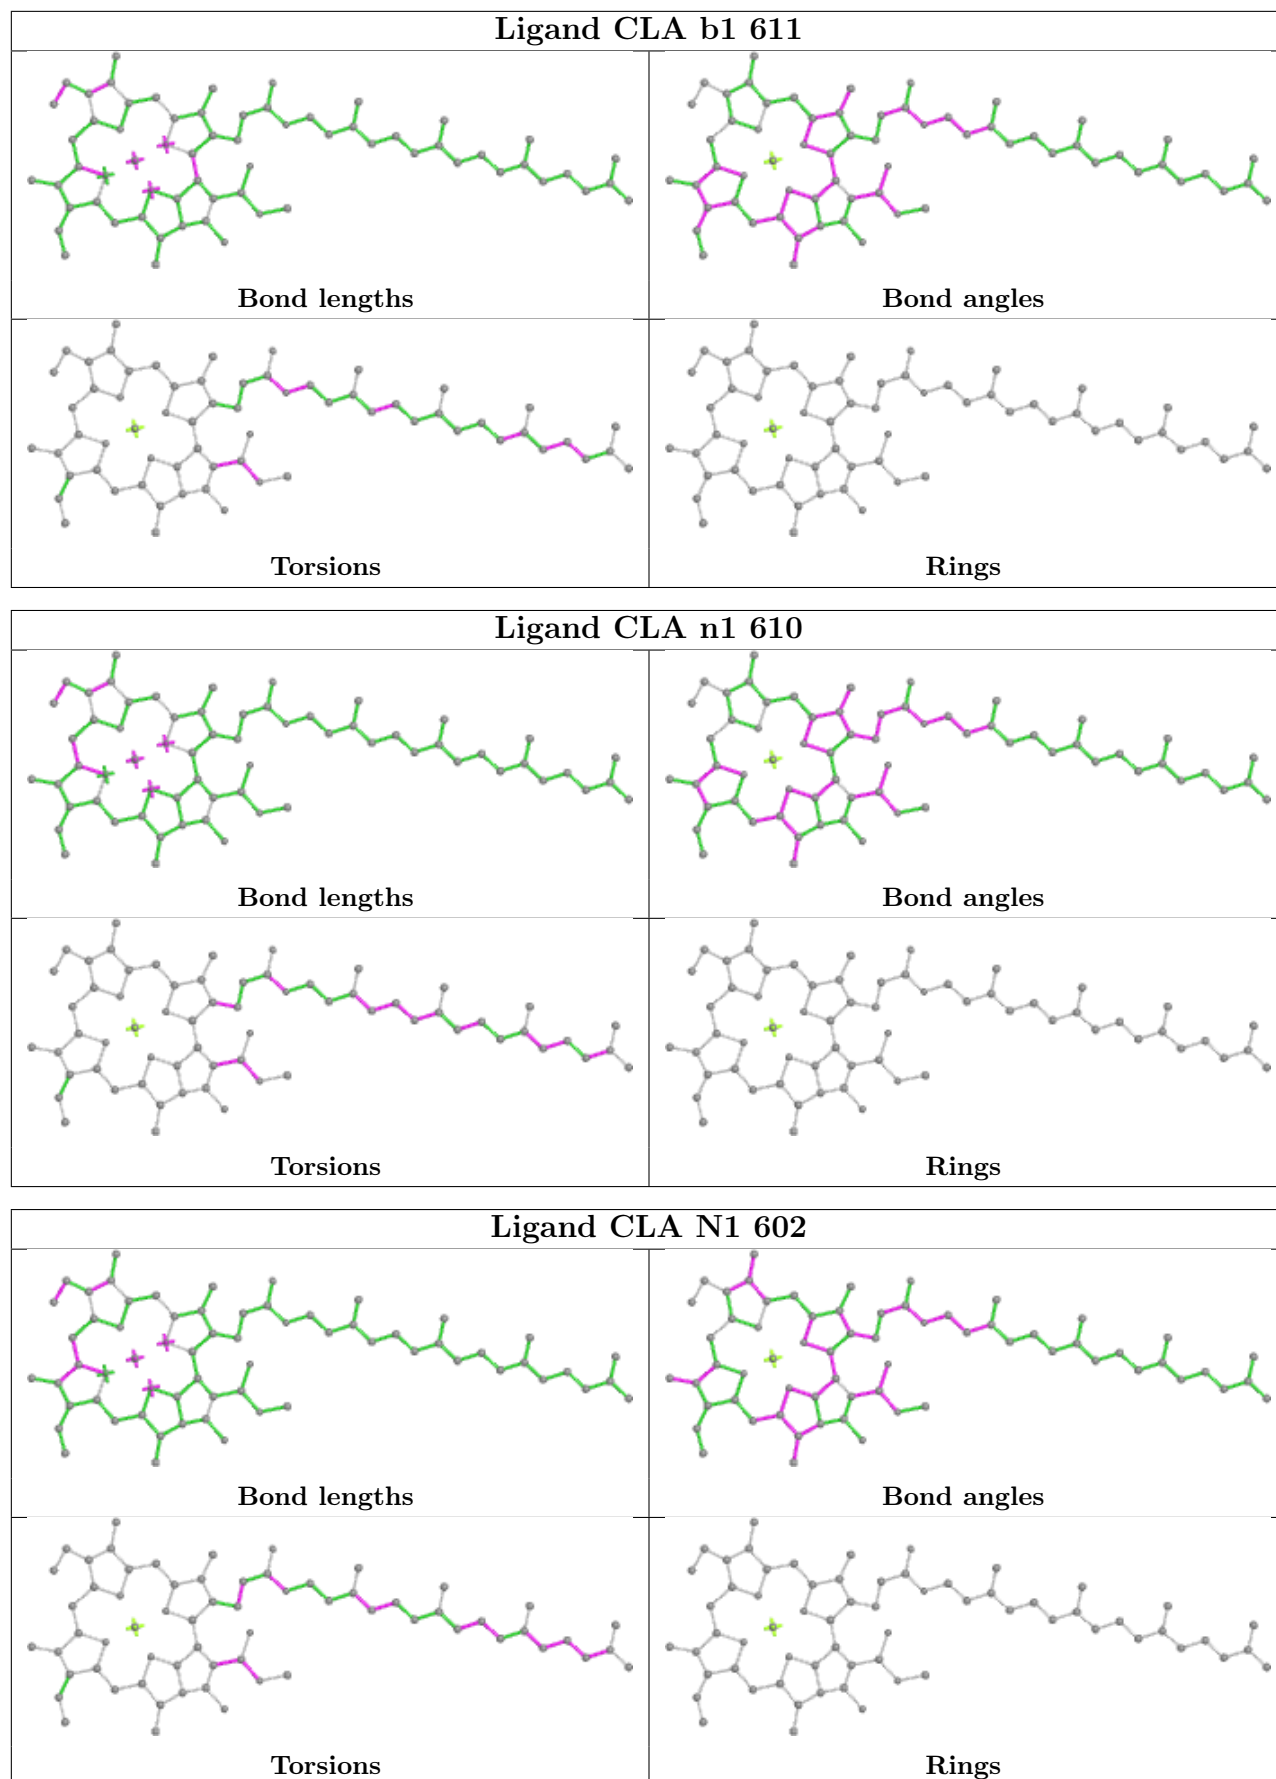 Ligand CLA b1 611
Bond lengths
Bond angles
Torsions
Rings
Ligand CLA n1 610
Bond lengths
Bond angles
Torsions
Rings
Ligand CLA N1 602
Bond lengths
Bond angles
Torsions
Rings